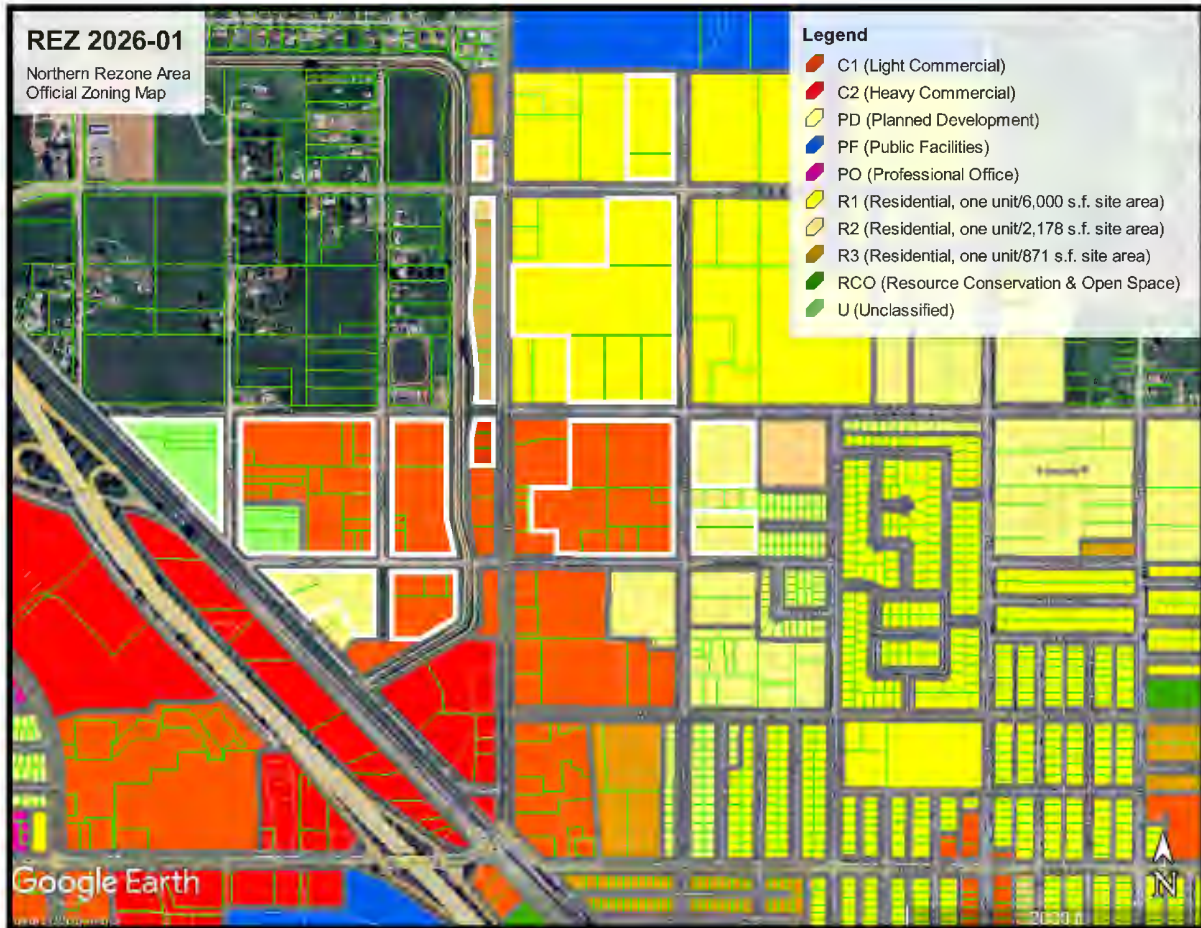 REZ 2026-01
Northern Rezone Area
Official Zoning Map
Legend
C1 (Light Commercial)
C2 (Heavy Commercial)
PD (Planned Development)
PF (Public Facilities)
PO (Professional Office)
R1 (Residential, one unit/6,000 s.f. site area)
R2 (Residential, one unit/2,178 s.f. site area)
R3 (Residential, one unit/871 s.f. site area)
RCO (Resource Conservation & Open Space)
U (Unclassified)
N
Google Earth